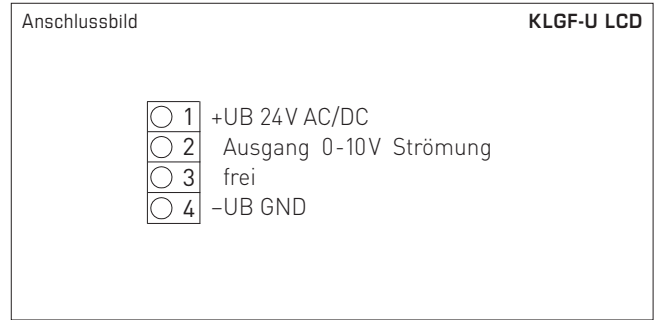 Anschlussbild KLGF-U LCD
1 +UB 24V AC/DC
2 Ausgang 0-10V Strömung
3 frei
4 –UB GND